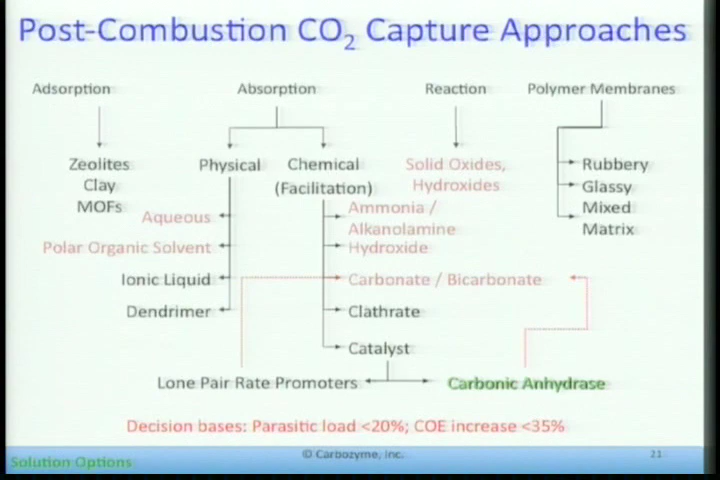 Post-Combustion CO2 Capture Approaches
Adsorption
Absorption
Reaction
Polymer Membranes
Zeolites
Clay
MOFs
Physical
Chemical
(Facilitation)
Solid Oxides,
Hydroxides
Rubbery
Glassy
Mixed
Matrix
Aqueous
Polar Organic Solvent
Ionic Liquid
Dendrimer
Ammonia /
Alkanolamine
Hydroxide
Carbonate / Bicarbonate
Clathrate
Catalyst
Lone Pair Rate Promoters
Carbonic Anhydrase
Decision bases: Parasitic load <20%; COE increase <35%
Solution Options
© Carbozyme, Inc.
21